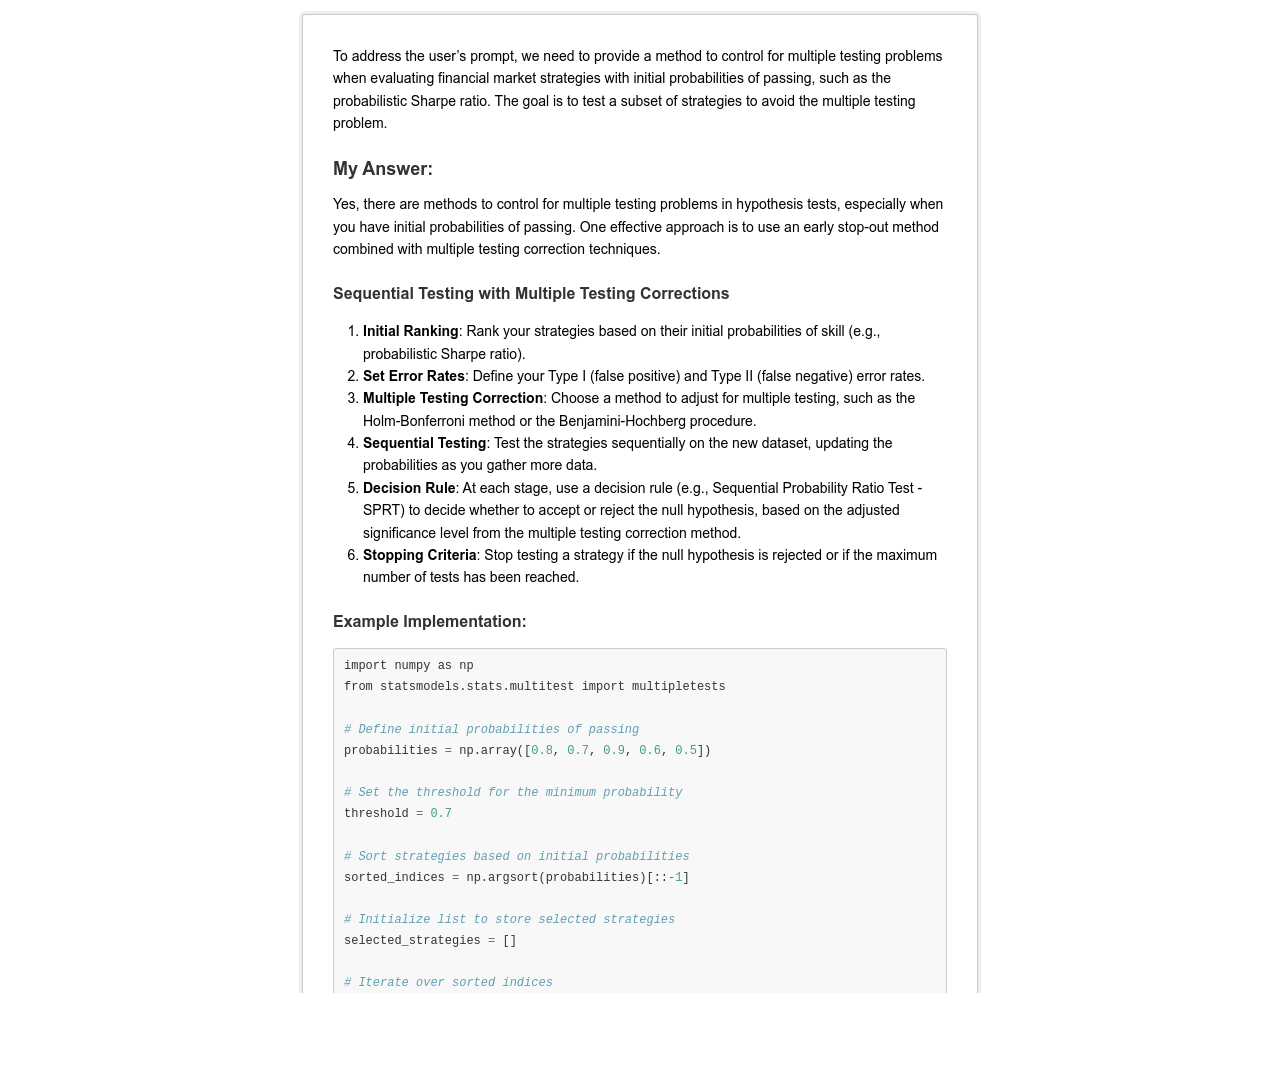 To address the user’s prompt, we need to provide a method to control for multiple testing problems
when evaluating financial market strategies with initial probabilities of passing, such as the
probabilistic Sharpe ratio. The goal is to test a subset of strategies to avoid the multiple testing
problem.
My Answer:
Yes, there are methods to control for multiple testing problems in hypothesis tests, especially when
you have initial probabilities of passing. One effective approach is to use an early stop-out method
combined with multiple testing correction techniques.
Sequential Testing with Multiple Testing Corrections
1. Initial Ranking: Rank your strategies based on their initial probabilities of skill (e.g.,
probabilistic Sharpe ratio).
2. Set Error Rates: Define your Type I (false positive) and Type II (false negative) error rates.
3. Multiple Testing Correction: Choose a method to adjust for multiple testing, such as the
Holm-Bonferroni method or the Benjamini-Hochberg procedure.
4. Sequential Testing: Test the strategies sequentially on the new dataset, updating the
probabilities as you gather more data.
5. Decision Rule: At each stage, use a decision rule (e.g., Sequential Probability Ratio Test -
SPRT) to decide whether to accept or reject the null hypothesis, based on the adjusted
significance level from the multiple testing correction method.
6. Stopping Criteria: Stop testing a strategy if the null hypothesis is rejected or if the maximum
number of tests has been reached.
Example Implementation:
import numpy as np
from statsmodels.stats.multitest import multipletests
# Define initial probabilities of passing
probabilities = np.array([0.8, 0.7, 0.9, 0.6, 0.5])
# Set the threshold for the minimum probability
threshold = 0.7
# Sort strategies based on initial probabilities
sorted_indices = np.argsort(probabilities)[::-1]
# Initialize list to store selected strategies
selected_strategies = []
# Iterate over sorted indices